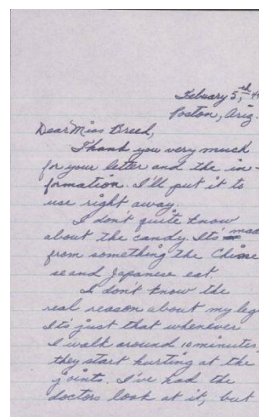 Febuary 5,
Poston, Ariz.
Dear Miss Breed,
Thank you very much
for your letter and the in-
formation. I'll put it to
use right away.
I don't quite know
about the candy. It's made
from something the Chine
se and Japanese eat.
I don't know the
real reason about my leg
It's just that whenever
I walk around 10 minutes,
they start hurting at the
joints. I've had the
doctors look at it, but